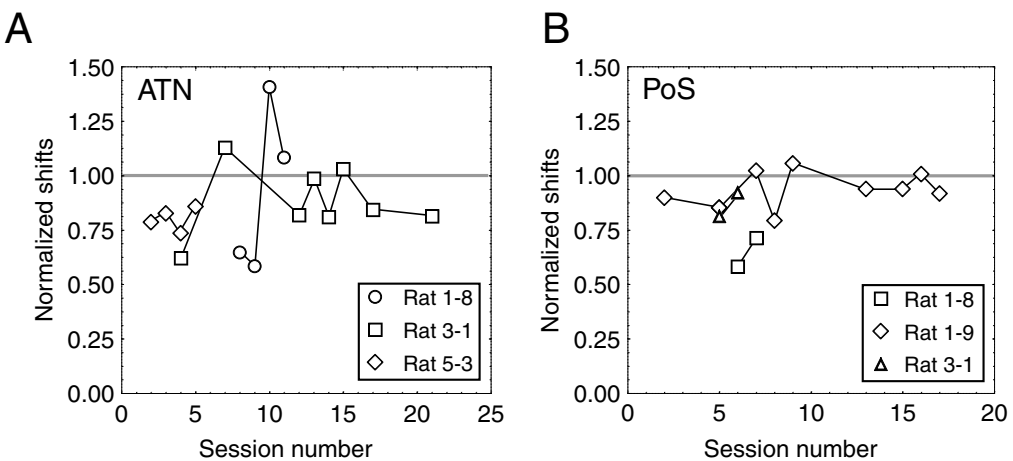 A
ATN
Normalized shifts
1.50
1.25
1.00
0.75
0.50
0.25
0.00
0
5
10
15
20
25
Session number
Rat 1-8
Rat 3-1
Rat 5-3
B
PoS
Normalized shifts
1.50
1.25
1.00
0.75
0.50
0.25
0.00
0
5
10
15
20
Session number
Rat 1-8
Rat 1-9
Rat 3-1